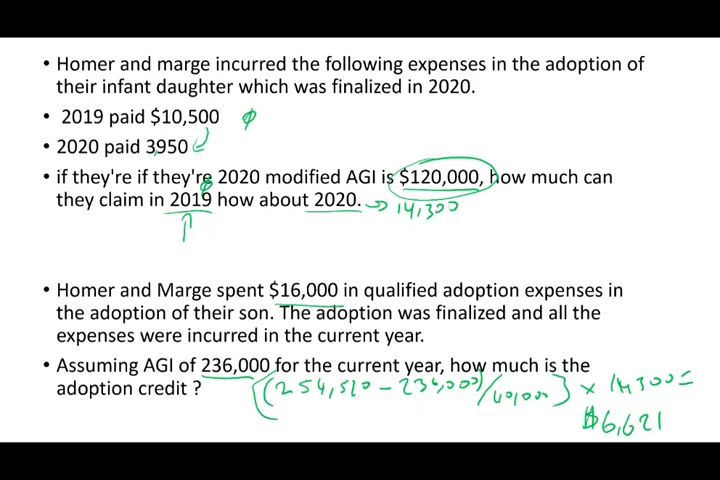 • Homer and marge incurred the following expenses in the adoption of
their infant daughter which was finalized in 2020.
• 2019 paid $10,500 ø
• 2020 paid 3,950
• if they're if they're 2020 modified AGI is $120,000, how much can
they claim in 2019 how about 2020. → 14,300
ø
• Homer and Marge spent $16,000 in qualified adoption expenses in
the adoption of their son. The adoption was finalized and all the
expenses were incurred in the current year.
• Assuming AGI of 236,000 for the current year, how much is the
adoption credit ?
[(254,520 - 236,000)/40,000] × 14,300 =
$6,621